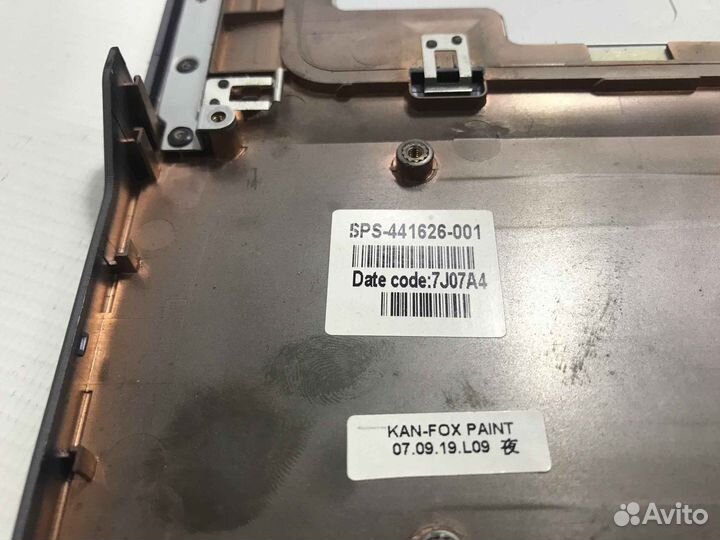 SPS-441626-001
Date code:7J07A4
KAN-FOX PAINT
07.09.19.L09 夜
Avito